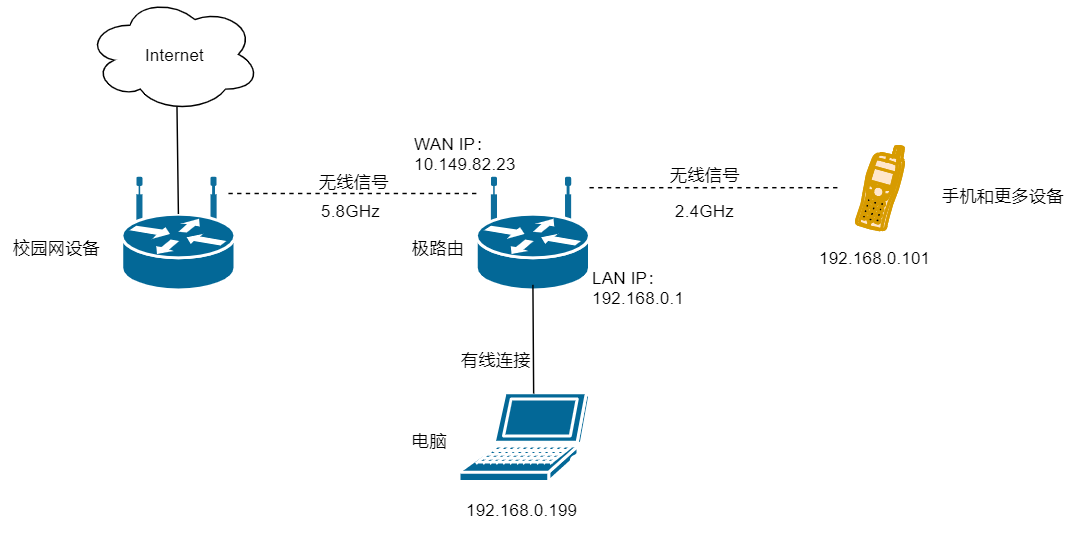 Internet
WAN IP：
10.149.82.23
无线信号
5.8GHz
无线信号
2.4GHz
手机和更多设备
192.168.0.101
校园网设备
极路由
LAN IP：
192.168.0.1
有线连接
电脑
192.168.0.199